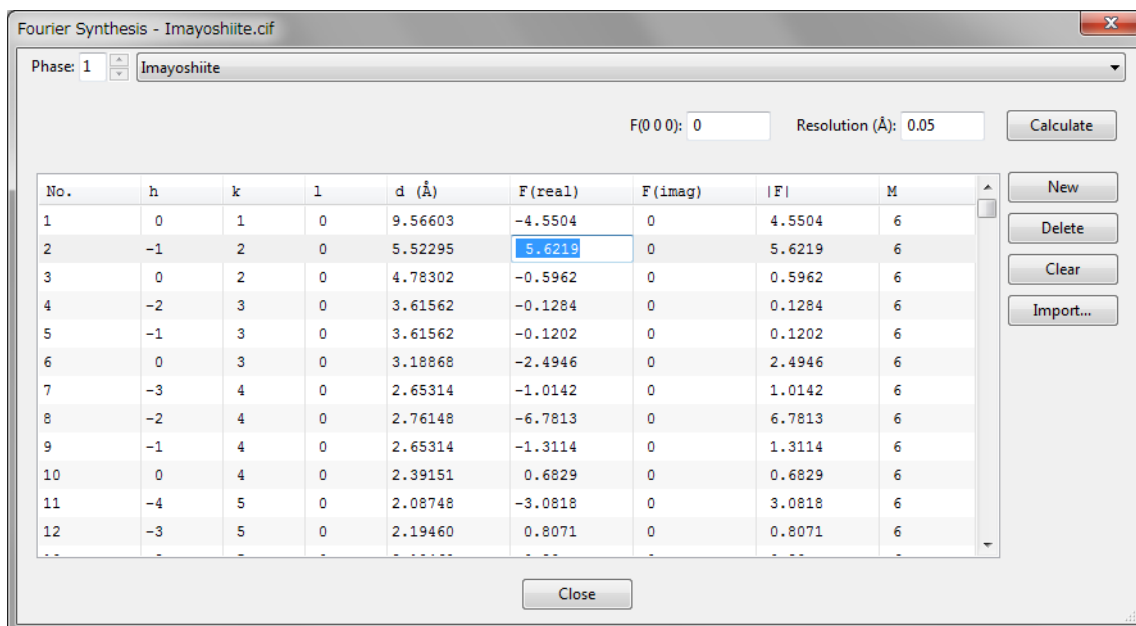 Fourier Synthesis - Imayoshiite.cif
Phase: 1 Imayoshiite
F(0 0 0): 0 Resolution (Å): 0.05 Calculate
No. h k l d (Å) F(real) F(imag) |F| M New
1 0 1 0 9.56603 -4.5504 0 4.5504 6
2 -1 2 0 5.52295 5.6219 0 5.6219 6 Delete
3 0 2 0 4.78302 -0.5962 0 0.5962 6 Clear
4 -2 3 0 3.61562 -0.1284 0 0.1284 6 Import...
5 -1 3 0 3.61562 -0.1202 0 0.1202 6
6 0 3 0 3.18868 -2.4946 0 2.4946 6
7 -3 4 0 2.65314 -1.0142 0 1.0142 6
8 -2 4 0 2.76148 -6.7813 0 6.7813 6
9 -1 4 0 2.65314 -1.3114 0 1.3114 6
10 0 4 0 2.39151 0.6829 0 0.6829 6
11 -4 5 0 2.08748 -3.0818 0 3.0818 6
12 -3 5 0 2.19460 0.8071 0 0.8071 6
Close